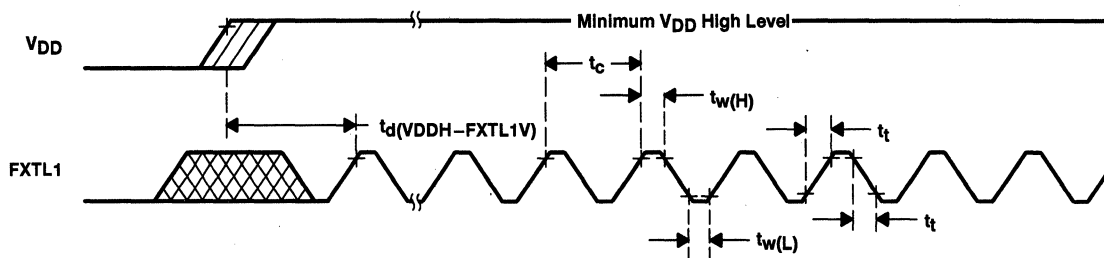 Minimum VDD High Level
VDD
tc
tw(H)
td(VDDH–FXTL1V)
tt
FXTL1
tt
tw(L)